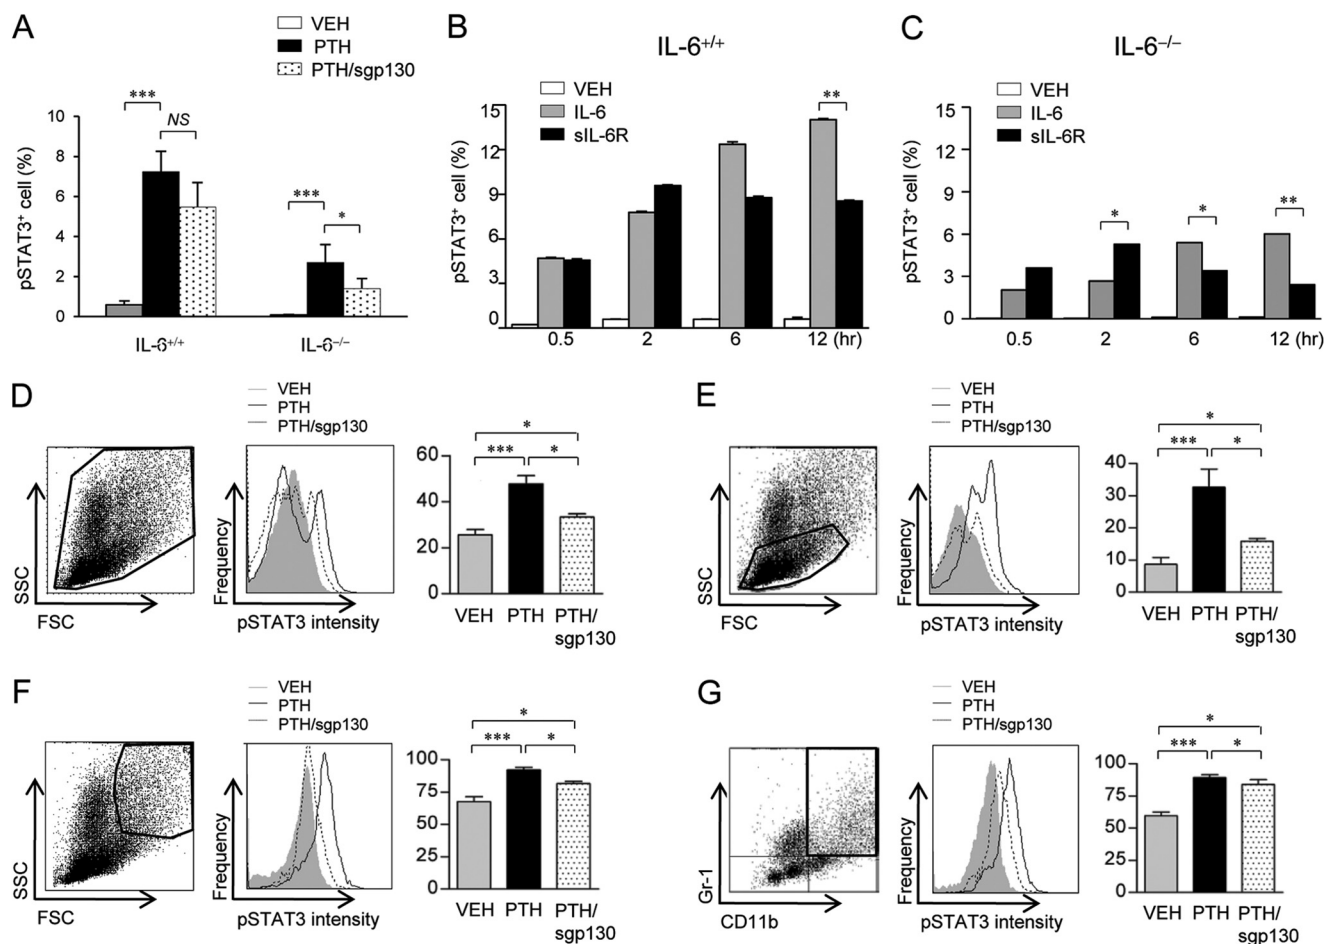 A
VEH
PTH
PTH/sgp130
***
NS
***
*
pSTAT3⁺ cell (%)
10
8
6
4
2
0
IL-6⁺/⁺
IL-6⁻/⁻
B
IL-6⁺/⁺
VEH
IL-6
sIL-6R
**
pSTAT3⁺ cell (%)
15
12
9
6
3
0
0.5 2 6 12 (hr)
C
IL-6⁻/⁻
VEH
IL-6
sIL-6R
*
*
**
pSTAT3⁺ cell (%)
15
12
9
6
3
0
0.5 2 6 12 (hr)
D
SSC
FSC
VEH
PTH
PTH/sgp130
Frequency
pSTAT3 intensity
*
*** *
60
40
20
0
VEH PTH PTH/
sgp130
E
SSC
FSC
VEH
PTH
PTH/sgp130
Frequency
pSTAT3 intensity
*
*** *
40
30
20
10
0
VEH PTH PTH/
sgp130
F
SSC
FSC
VEH
PTH
PTH/sgp130
Frequency
pSTAT3 intensity
*
*** *
100
75
50
25
0
VEH PTH PTH/
sgp130
G
Gr-1
CD11b
VEH
PTH
PTH/sgp130
Frequency
pSTAT3 intensity
*
*** *
100
75
50
25
0
VEH PTH PTH/
sgp130